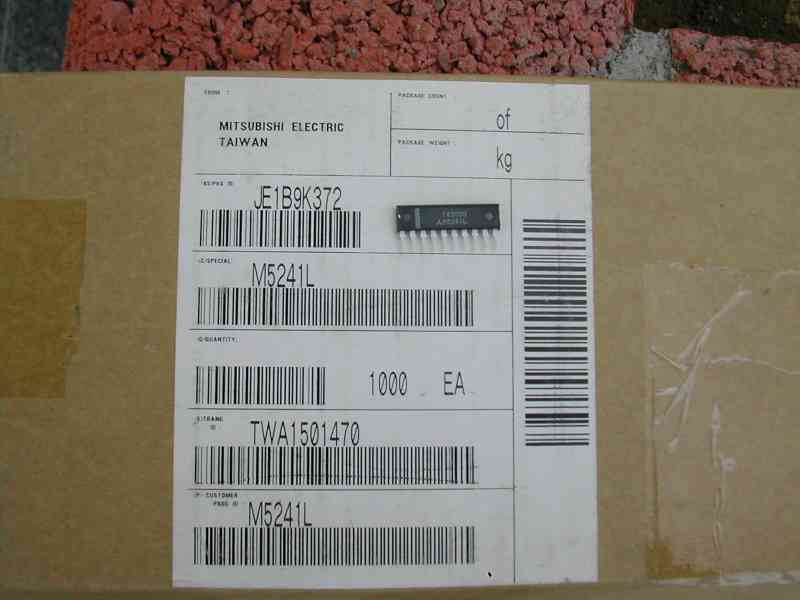 FROM :
MITSUBISHI ELECTRIC
TAIWAN
PACKAGE COUNT
of
PACKAGE WEIGHT
kg
JE1B9K372
M5241L
(Q)QUANTITY:
1000 EA
TWA1501470
(P) CUSTOMER
M5241L